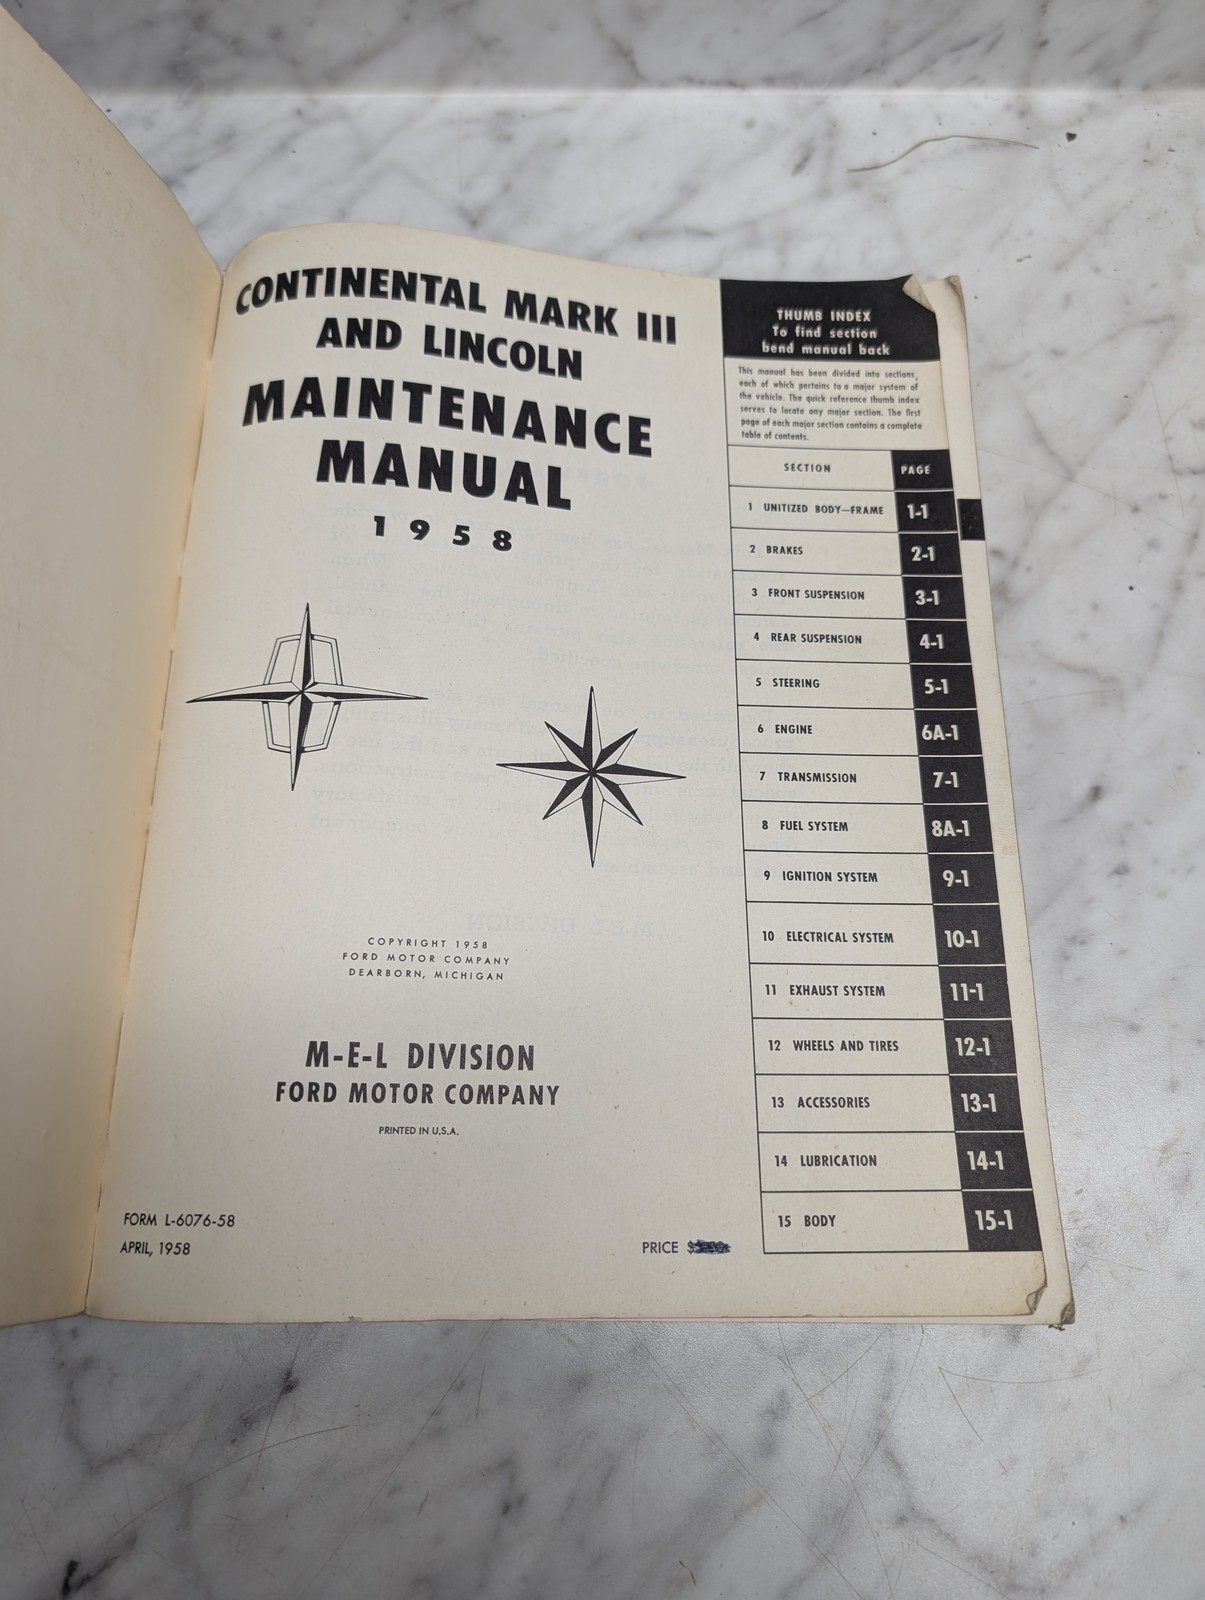 CONTINENTAL MARK III
AND LINCOLN
MAINTENANCE
MANUAL
1958
COPYRIGHT 1958
FORD MOTOR COMPANY
DEARBORN, MICHIGAN
M-E-L DIVISION
FORD MOTOR COMPANY
PRINTED IN U.S.A.
FORM L-6076-58
APRIL, 1958
PRICE
THUMB INDEX
To find section
bend manual back
This manual has been divided into sections,
each of which pertains to a major system of
the vehicle. The quick reference thumb index
serves to locate any major section. The first
page of each major section contains a complete
table of contents.
SECTION PAGE
1 UNITIZED BODY—FRAME 1-1
2 BRAKES 2-1
3 FRONT SUSPENSION 3-1
4 REAR SUSPENSION 4-1
5 STEERING 5-1
6 ENGINE 6A-1
7 TRANSMISSION 7-1
8 FUEL SYSTEM 8A-1
9 IGNITION SYSTEM 9-1
10 ELECTRICAL SYSTEM 10-1
11 EXHAUST SYSTEM 11-1
12 WHEELS AND TIRES 12-1
13 ACCESSORIES 13-1
14 LUBRICATION 14-1
15 BODY 15-1